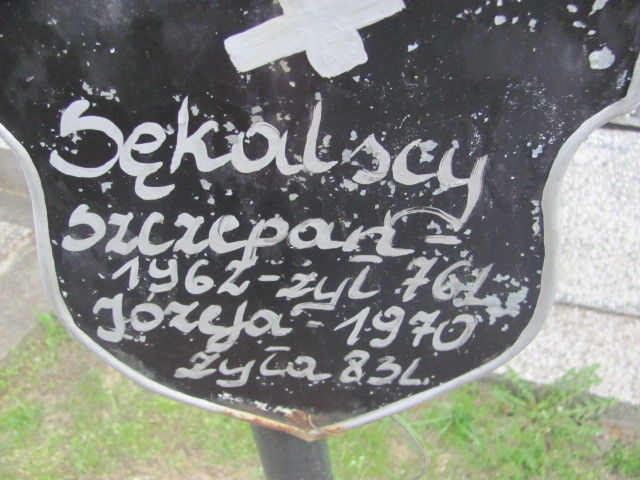 Sękalscy
szczepan -
1962 - żył 76 l
Józefa - 1970
żyła 83 L.